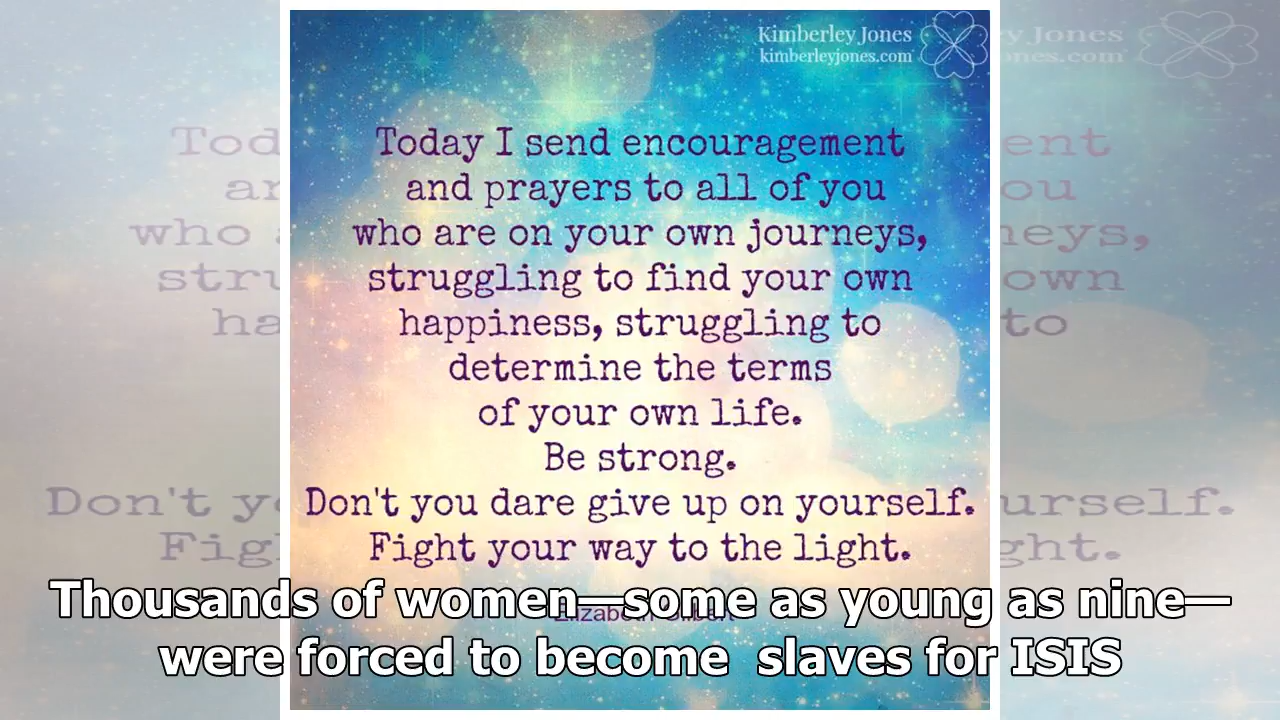 Kimberley Jones
kimberleyjones.com
Today I send encouragement
and prayers to all of you
who are on your own journeys,
struggling to find your own
happiness, struggling to
determine the terms
of your own life.
Be strong.
Don't you dare give up on yourself.
Fight your way to the light.
Elizabeth Gilbert
Thousands of women—some as young as nine—
were forced to become  slaves for ISIS